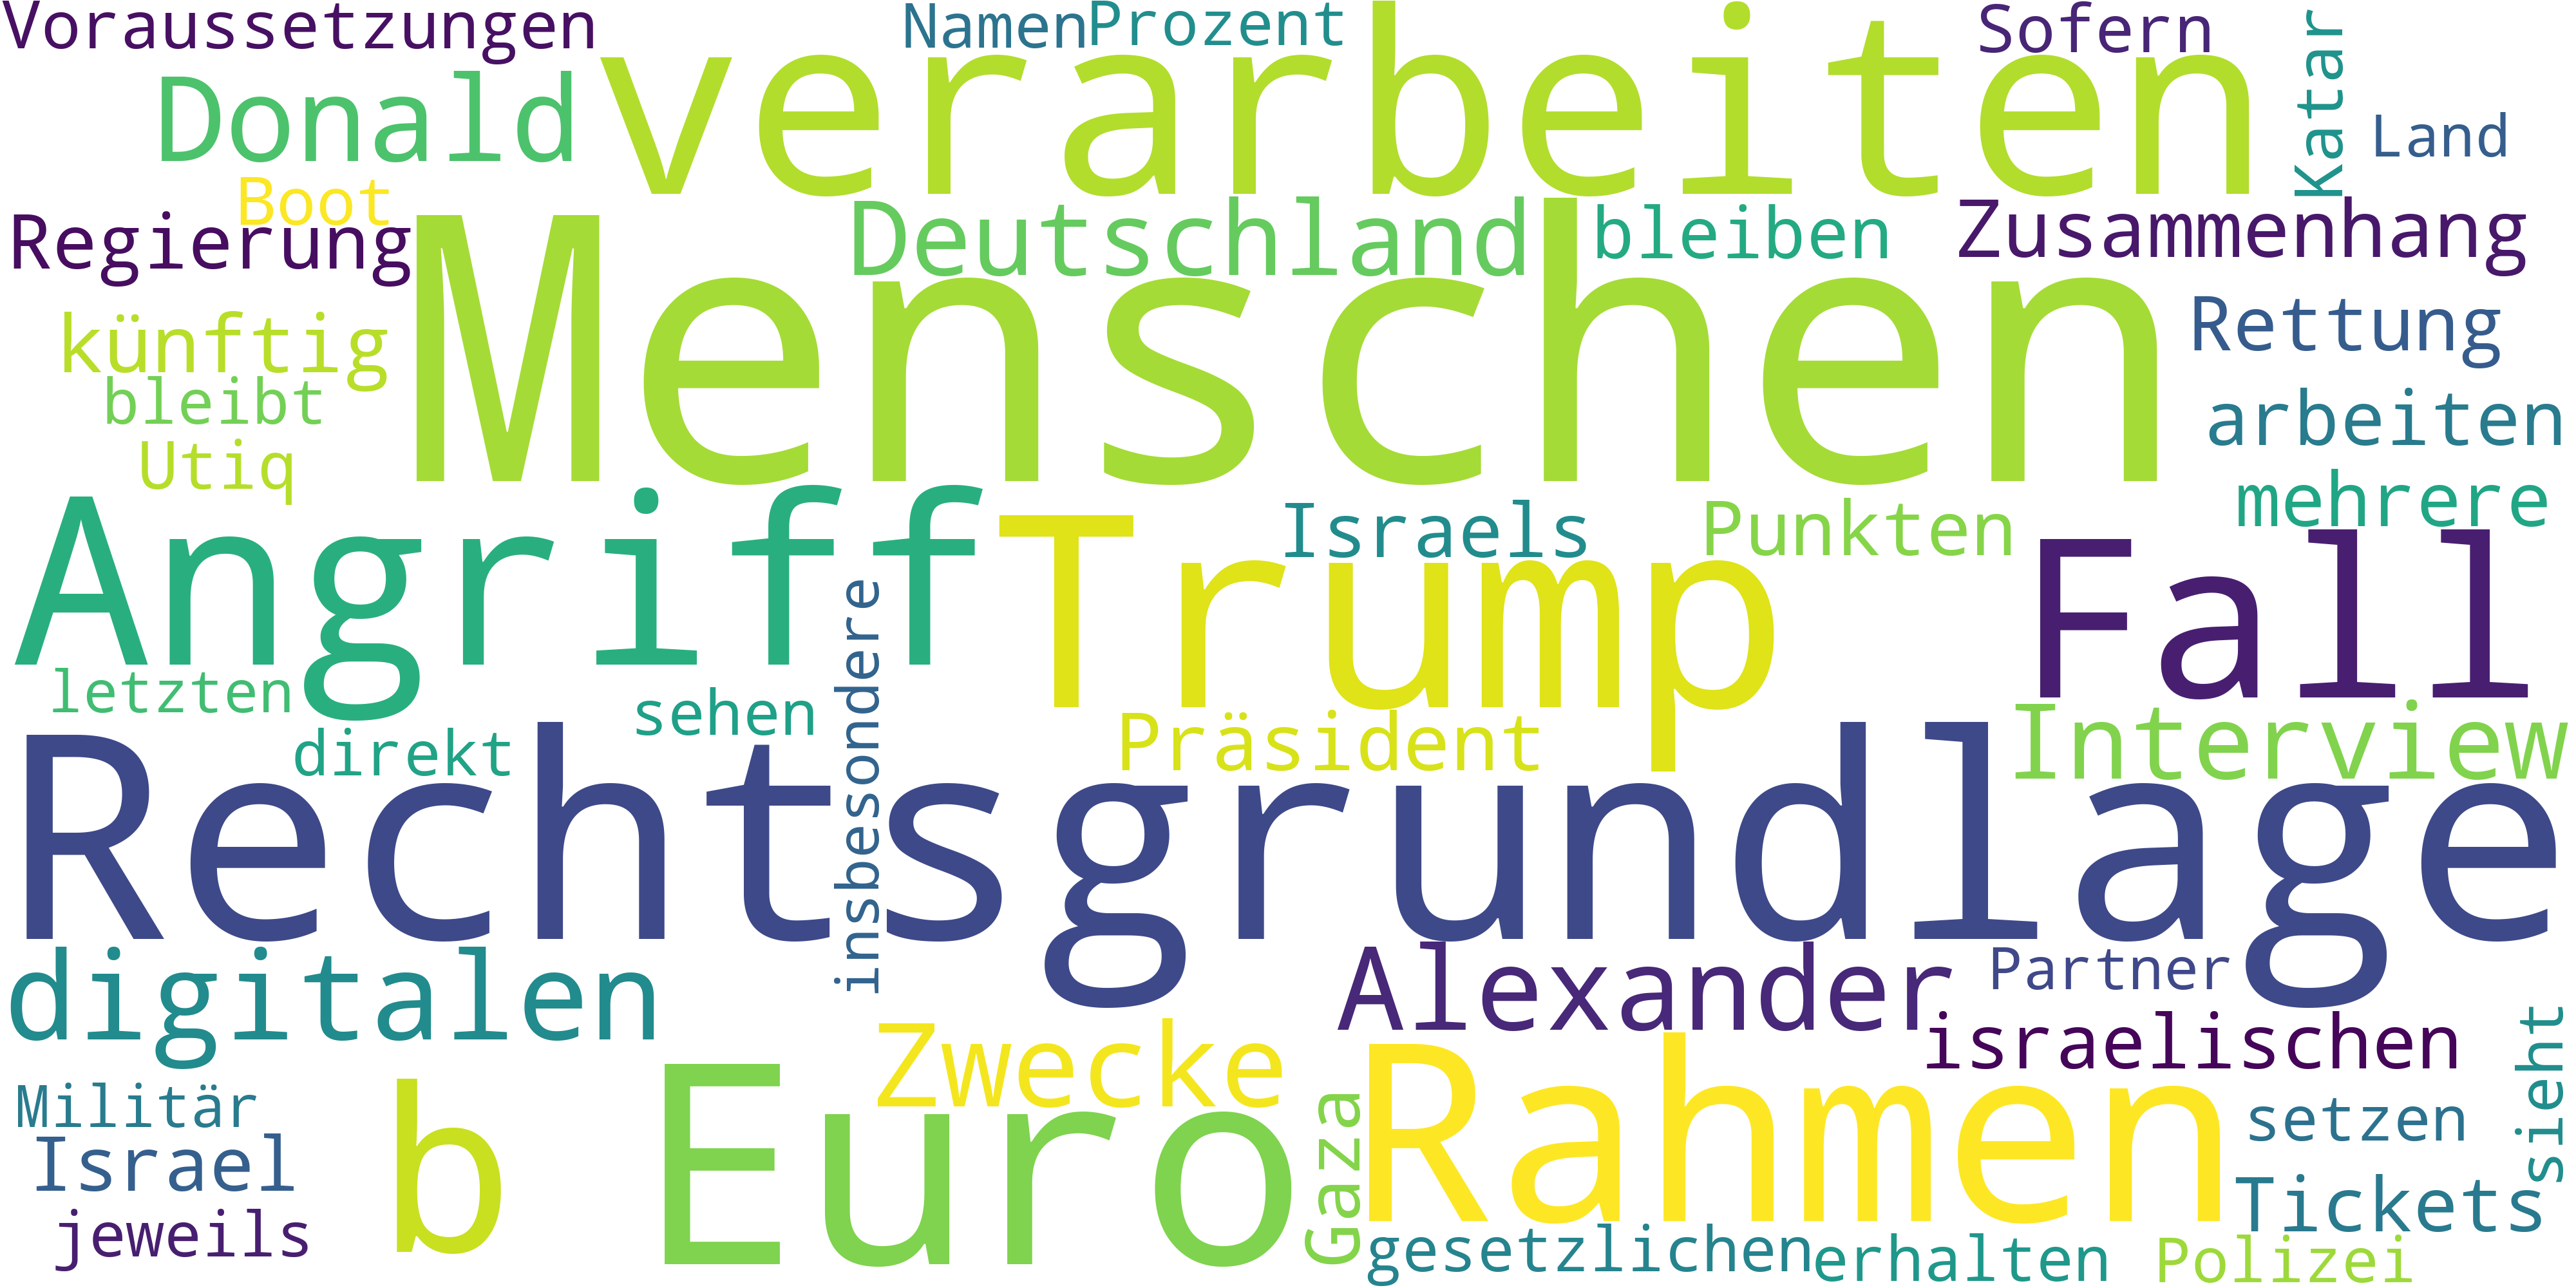 Voraussetzungen
Namen
Prozent
Sofern
verarbeiten
Donald
Katar
Land
Boot
Regierung
Deutschland
bleiben
Zusammenhang
Menschen
künftig
Rettung
bleibt
arbeiten
Utiq
mehrere
Angriff
Trump
Israels
Punkten
Fall
letzten
sehen
insbesondere
direkt
Präsident
Interview
Rechtsgrundlage
digitalen
Alexander
Partner
israelischen
Zwecke
sieht
Militär
b
Euro
Gaza
Rahmen
setzen
Israel
Tickets
jeweils
gesetzlichen
erhalten
Polizei